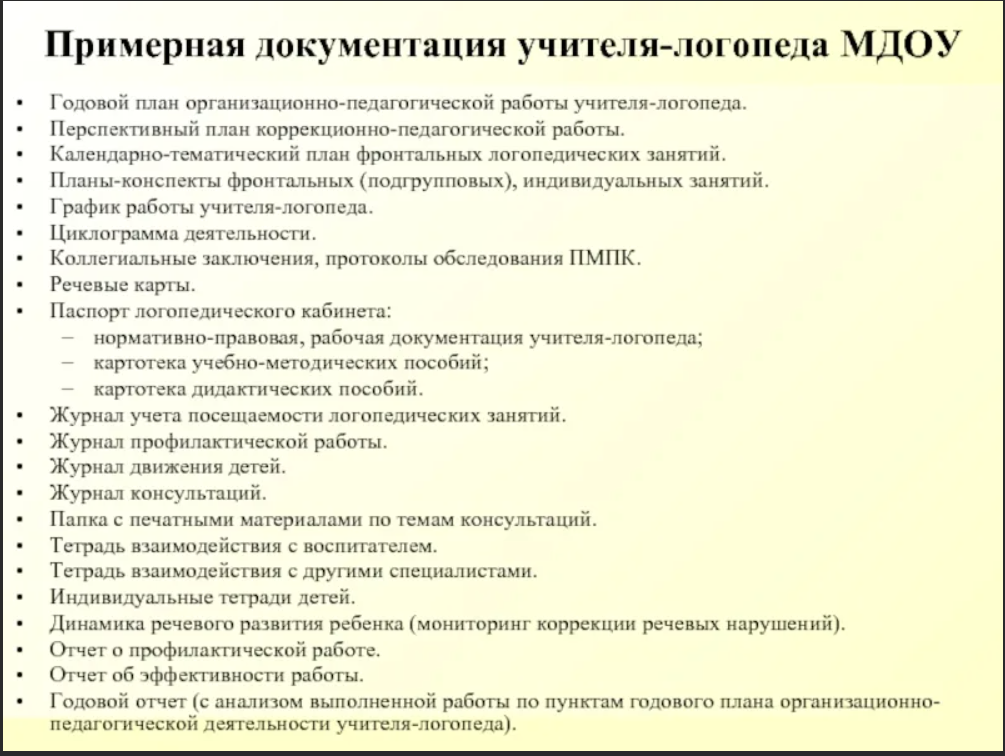 Примерная документация учителя-логопеда МДОУ
▪ Годовой план организационно-педагогической работы учителя-логопеда.
▪ Перспективный план коррекционно-педагогической работы.
▪ Календарно-тематический план фронтальных логопедических занятий.
▪ Планы-конспекты фронтальных (подгрупповых), индивидуальных занятий.
▪ График работы учителя-логопеда.
▪ Циклограмма деятельности.
▪ Коллегиальные заключения, протоколы обследования ПМПК.
▪ Речевые карты.
▪ Паспорт логопедического кабинета:
– нормативно-правовая, рабочая документация учителя-логопеда;
– картотека учебно-методических пособий;
– картотека дидактических пособий.
▪ Журнал учета посещаемости логопедических занятий.
▪ Журнал профилактической работы.
▪ Журнал движения детей.
▪ Журнал консультаций.
▪ Папка с печатными материалами по темам консультаций.
▪ Тетрадь взаимодействия с воспитателем.
▪ Тетрадь взаимодействия с другими специалистами.
▪ Индивидуальные тетради детей.
▪ Динамика речевого развития ребенка (мониторинг коррекции речевых нарушений).
▪ Отчет о профилактической работе.
▪ Отчет об эффективности работы.
▪ Годовой отчет (с анализом выполненной работы по пунктам годового плана организационно-
педагогической деятельности учителя-логопеда).